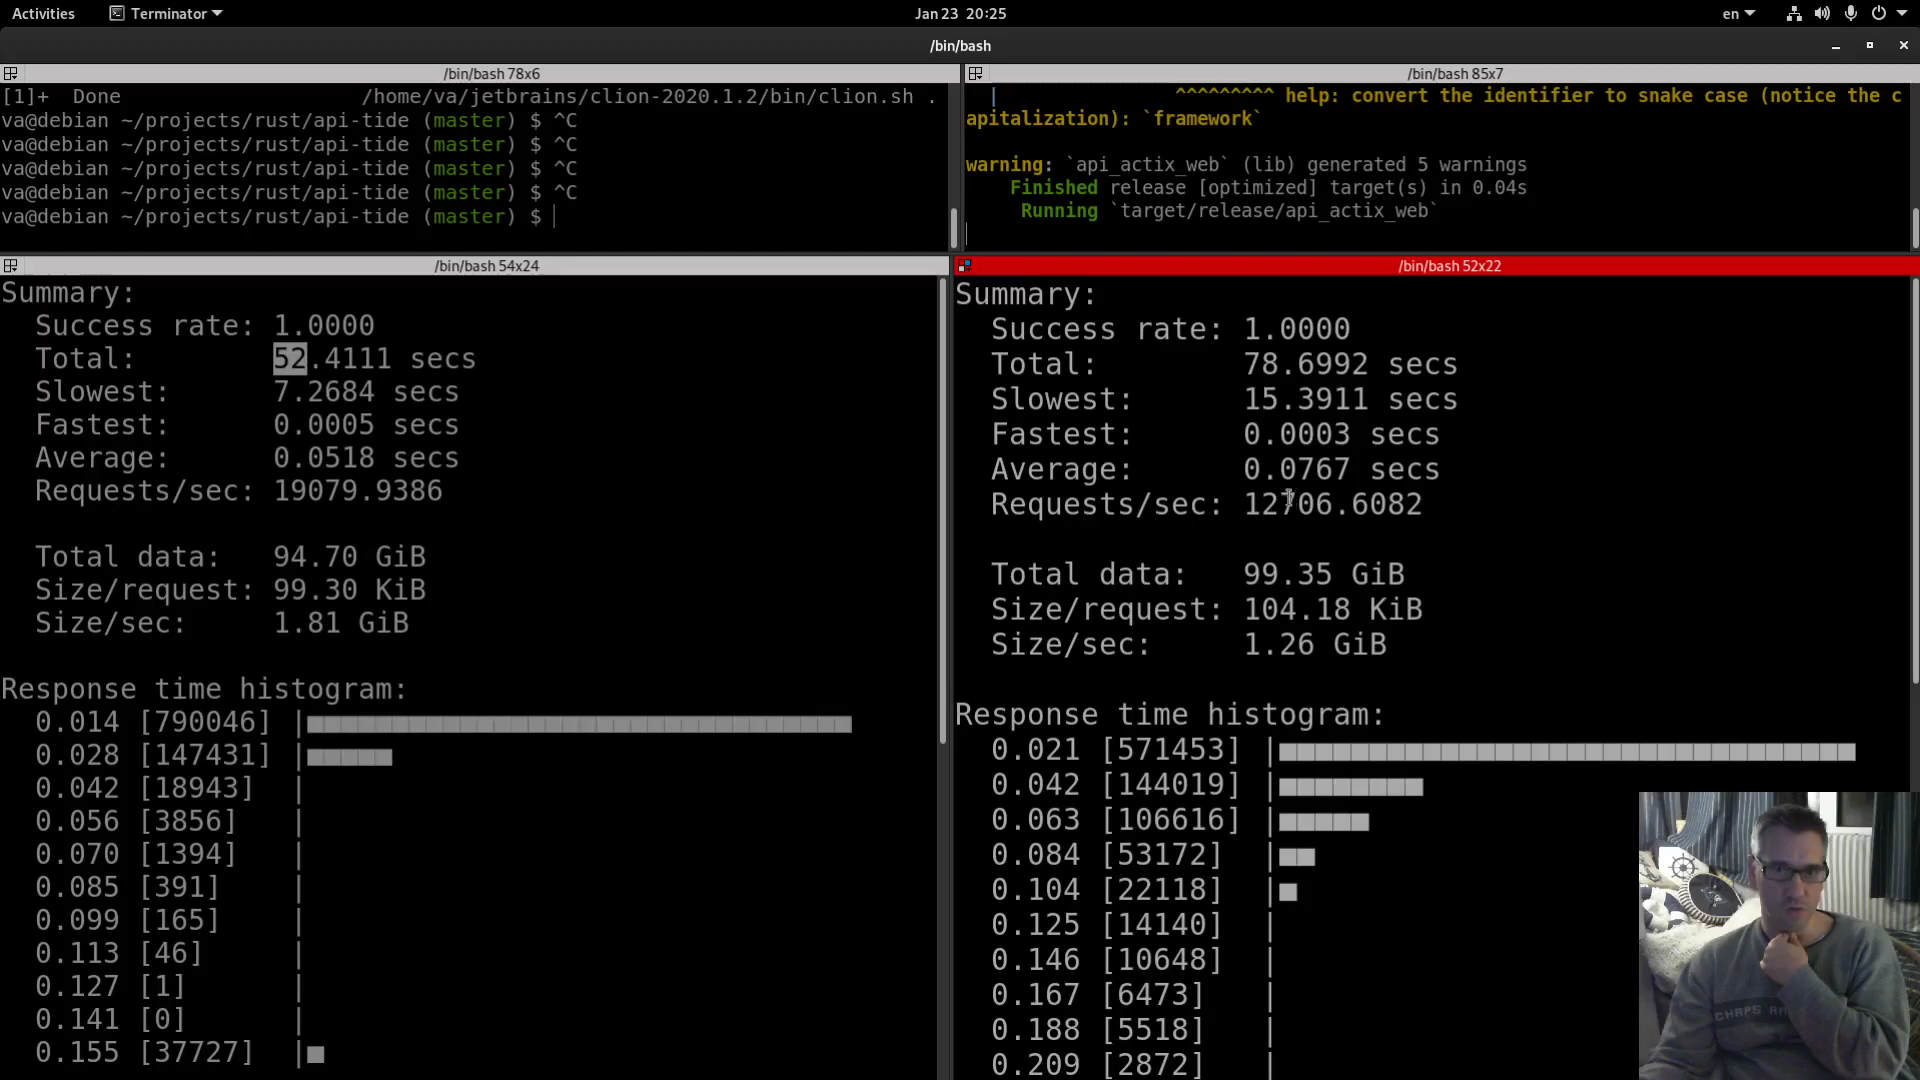 Activities
Terminator
Jan 23 20:25
en
/bin/bash
/bin/bash 78x6
[1]+ Done /home/va/jetbrains/clion-2020.1.2/bin/clion.sh .
va@debian ~/projects/rust/api-tide (master) $ ^C
va@debian ~/projects/rust/api-tide (master) $ ^C
va@debian ~/projects/rust/api-tide (master) $ ^C
va@debian ~/projects/rust/api-tide (master) $ ^C
va@debian ~/projects/rust/api-tide (master) $
/bin/bash 85x7
| ^^^^^^^^^ help: convert the identifier to snake case (notice the c
apitalization): `framework`
warning: `api_actix_web` (lib) generated 5 warnings
Finished release [optimized] target(s) in 0.04s
Running `target/release/api_actix_web`
/bin/bash 54x24
Summary:
Success rate: 1.0000
Total: 52.4111 secs
Slowest: 7.2684 secs
Fastest: 0.0005 secs
Average: 0.0518 secs
Requests/sec: 19079.9386
Total data: 94.70 GiB
Size/request: 99.30 KiB
Size/sec: 1.81 GiB
Response time histogram:
0.014 [790046] |
0.028 [147431] |
0.042 [18943] |
0.056 [3856] |
0.070 [1394] |
0.085 [391] |
0.099 [165] |
0.113 [46] |
0.127 [1] |
0.141 [0] |
0.155 [37727] |
/bin/bash 52x22
Summary:
Success rate: 1.0000
Total: 78.6992 secs
Slowest: 15.3911 secs
Fastest: 0.0003 secs
Average: 0.0767 secs
Requests/sec: 12706.6082
Total data: 99.35 GiB
Size/request: 104.18 KiB
Size/sec: 1.26 GiB
Response time histogram:
0.021 [571453] |
0.042 [144019] |
0.063 [106616] |
0.084 [53172] |
0.104 [22118] |
0.125 [14140] |
0.146 [10648] |
0.167 [6473] |
0.188 [5518] |
0.209 [2872] |